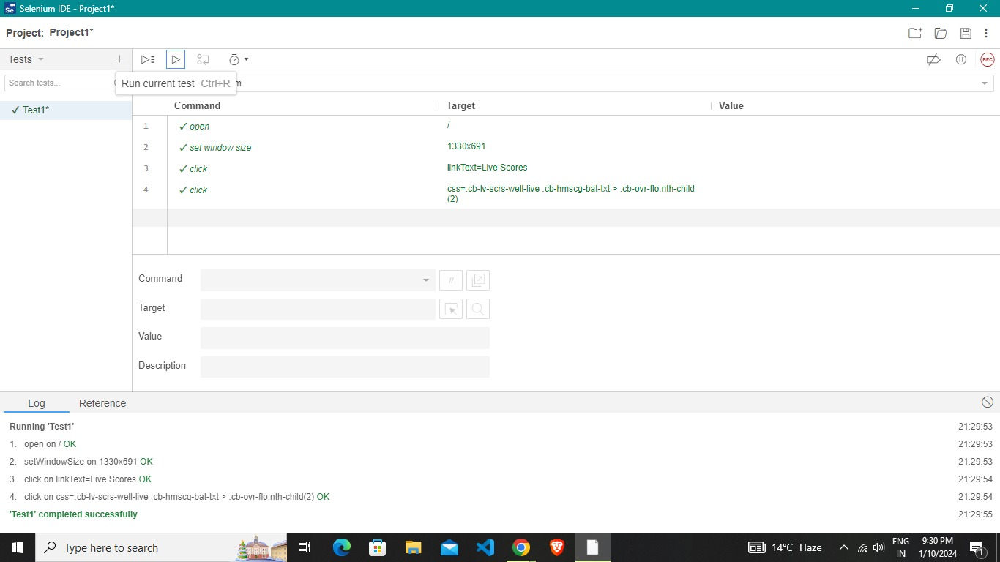 Selenium IDE - Project1*
Project: Project1*
Tests
REC
Search tests...
Run current test Ctrl+R
m
Command Target Value
✓ Test1*
1 ✓ open /
2 ✓ set window size 1330x691
3 ✓ click linkText=Live Scores
4 ✓ click css=.cb-lv-scrs-well-live .cb-hmscg-bat-txt > .cb-ovr-flo:nth-child
(2)
Command //
Target
Value
Description
Log Reference
Running 'Test1' 21:29:53
1. open on / OK 21:29:53
2. setWindowSize on 1330x691 OK 21:29:53
3. click on linkText=Live Scores OK 21:29:54
4. click on css=.cb-lv-scrs-well-live .cb-hmscg-bat-txt > .cb-ovr-flo:nth-child(2) OK 21:29:54
'Test1' completed successfully 21:29:55
Type here to search
14°C Haze
ENG
IN
9:30 PM
1/10/2024
1